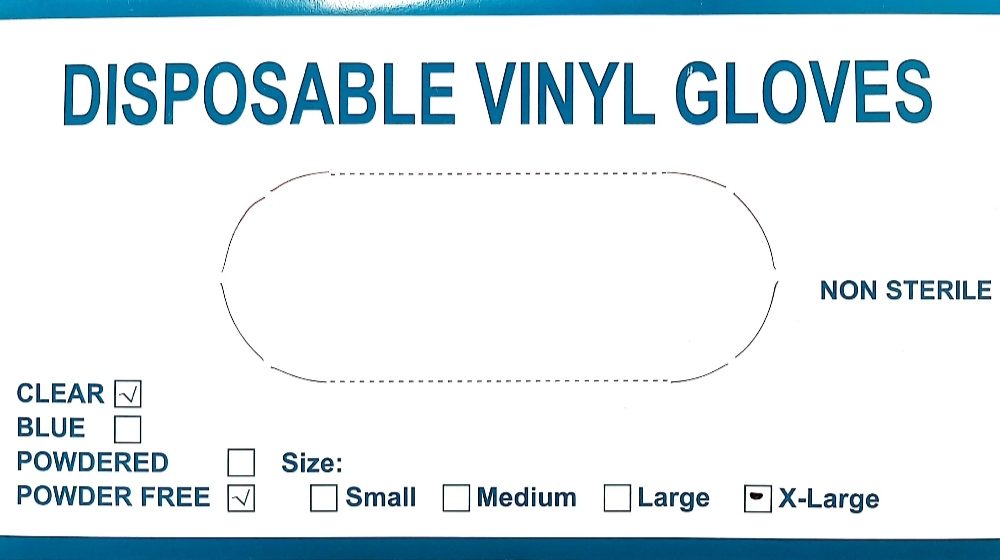 DISPOSABLE VINYL GLOVES
NON STERILE
CLEAR
BLUE
POWDERED
POWDER FREE
Size:
Small Medium Large X-Large